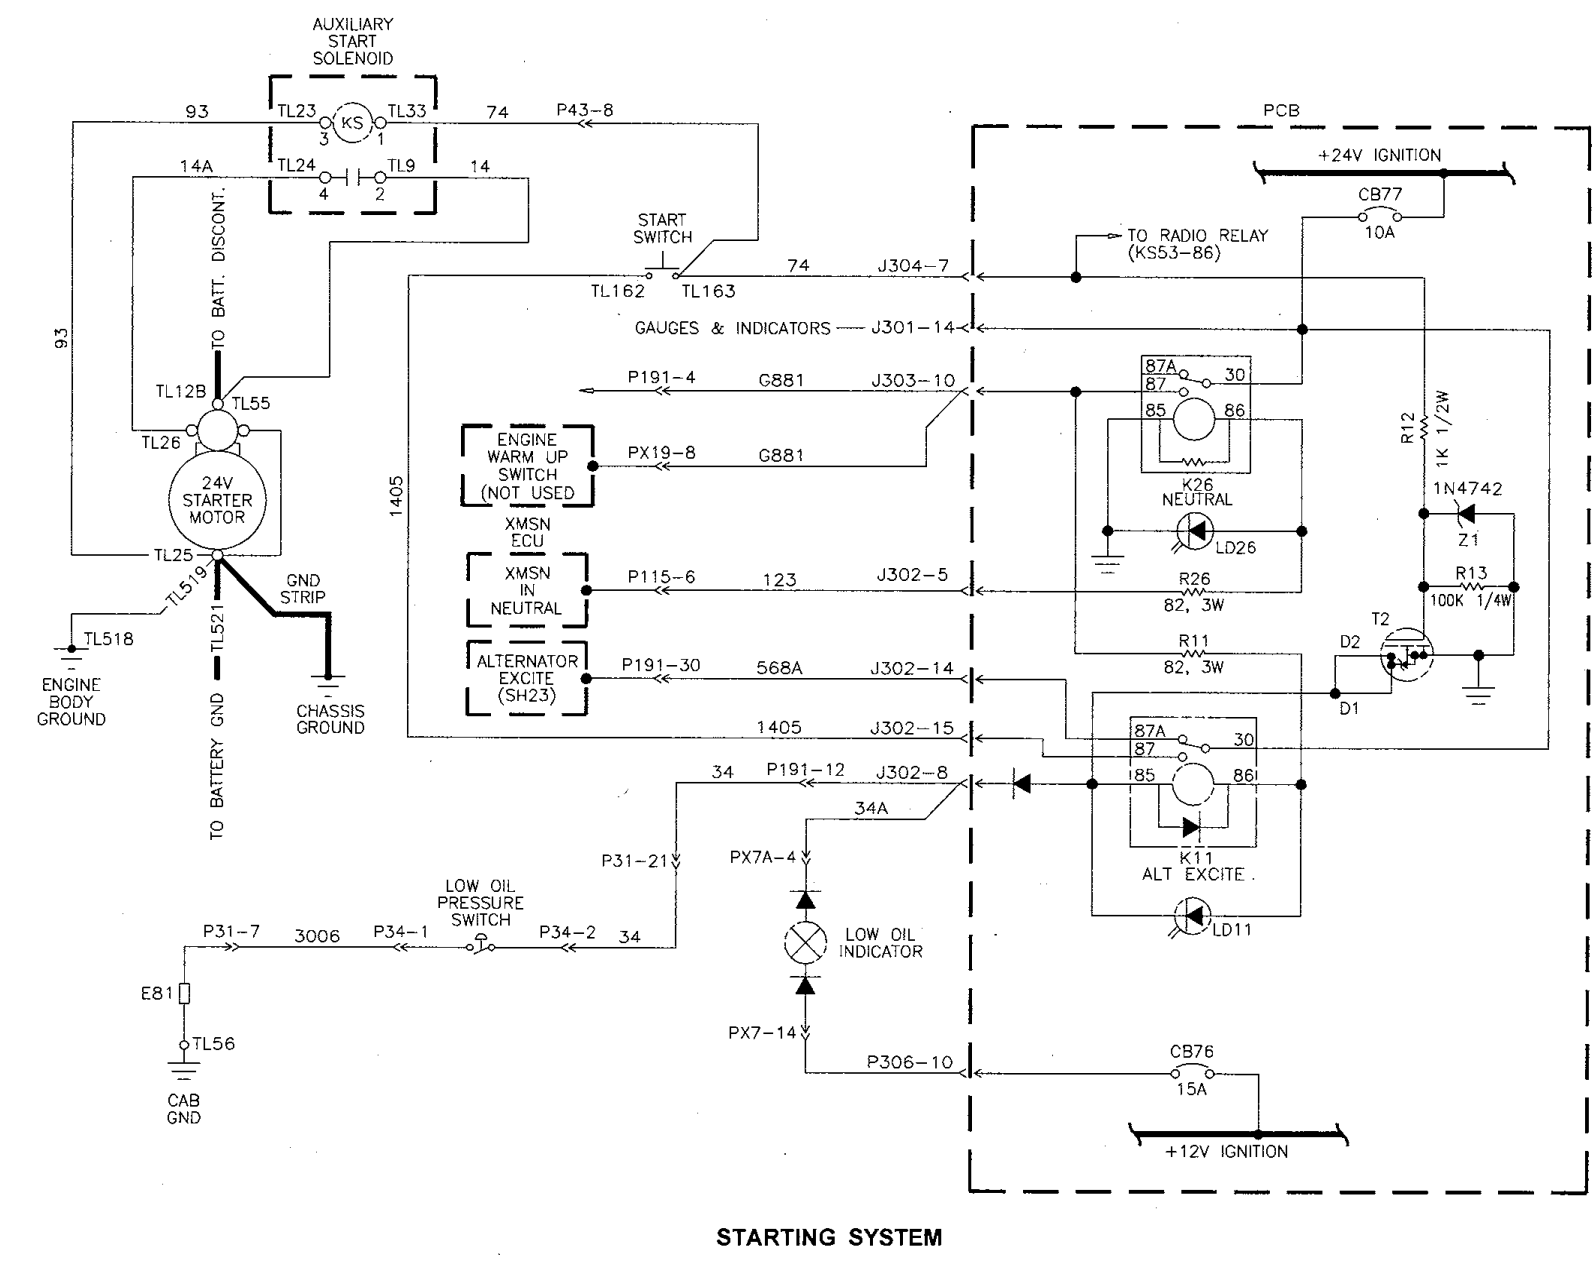 AUXILIARY
START
SOLENOID
93
TL23
KS
TL33
3
1
74
P43-8
14A
TL24
TL9
4
2
14
PCB
+24V IGNITION
CB77
10A
TO BATT. DISCONT.
START
SWITCH
TL162
TL163
74
J304-7
TO RADIO RELAY
(KS53-86)
93
GAUGES & INDICATORS
J301-14
P191-4
G881
J303-10
87A
87
30
85
86
K26
NEUTRAL
LD26
R12
1K 1/2W
TL12B
TL55
TL26
24V
STARTER
MOTOR
TL25
ENGINE
WARM UP
SWITCH
(NOT USED
PX19-8
G881
1405
1N4742
Z1
XMSN
ECU
XMSN
IN
NEUTRAL
P115-6
123
J302-5
R26
82, 3W
R13
100K 1/4W
TL519
GND
STRIP
TL521
TL518
ENGINE
BODY
GROUND
CHASSIS
GROUND
TO BATTERY GND
R11
82, 3W
T2
D2
D1
ALTERNATOR
EXCITE
(SH23)
P191-30
568A
J302-14
1405
J302-15
87A
87
30
85
86
K11
ALT EXCITE
LD11
34
P191-12
J302-8
34A
P31-21
PX7A-4
LOW OIL
PRESSURE
SWITCH
P31-7
3006
P34-1
P34-2
34
LOW OIL
INDICATOR
E81
TL56
CAB
GND
PX7-14
P306-10
CB76
15A
+12V IGNITION
STARTING SYSTEM